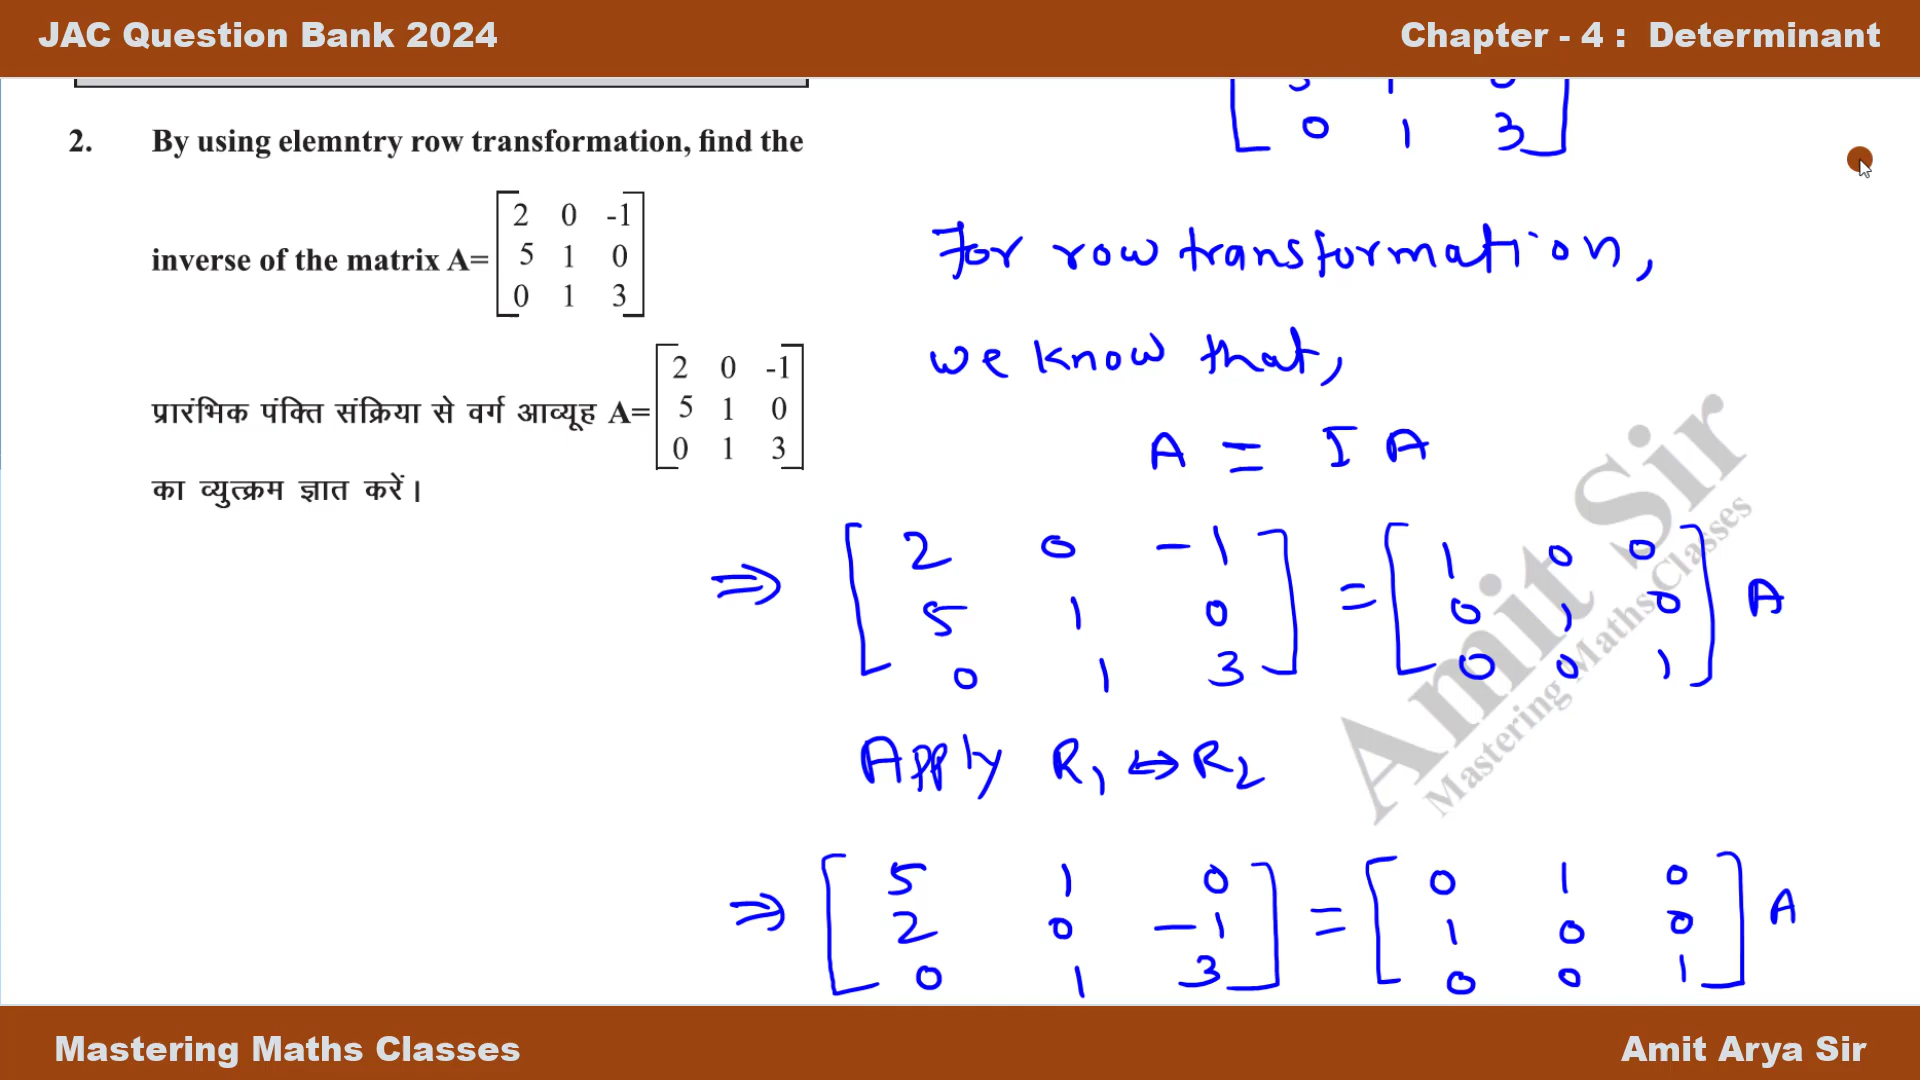 JAC Question Bank 2024
Chapter - 4 : Determinant
2. By using elemntry row transformation, find the
inverse of the matrix A=
2 0 -1
5 1 0
0 1 3
प्रारंभिक पंक्ति संक्रिया से वर्ग आव्यूह A=
2 0 -1
5 1 0
0 1 3
का व्युत्क्रम ज्ञात करें।
0 1 3
For row transformation,
we know that,
A = I A
⇒ [2 0 -1] = [1 0 0] A
[5 1 0] [0 1 0]
[0 1 3] [0 0 1]
Apply R1 ↔ R2
⇒ [5 1 0] = [0 1 0] A
[2 0 -1] [1 0 0]
[0 1 3] [0 0 1]
Amit Sir
Mastering Maths Classes
Mastering Maths Classes
Amit Arya Sir